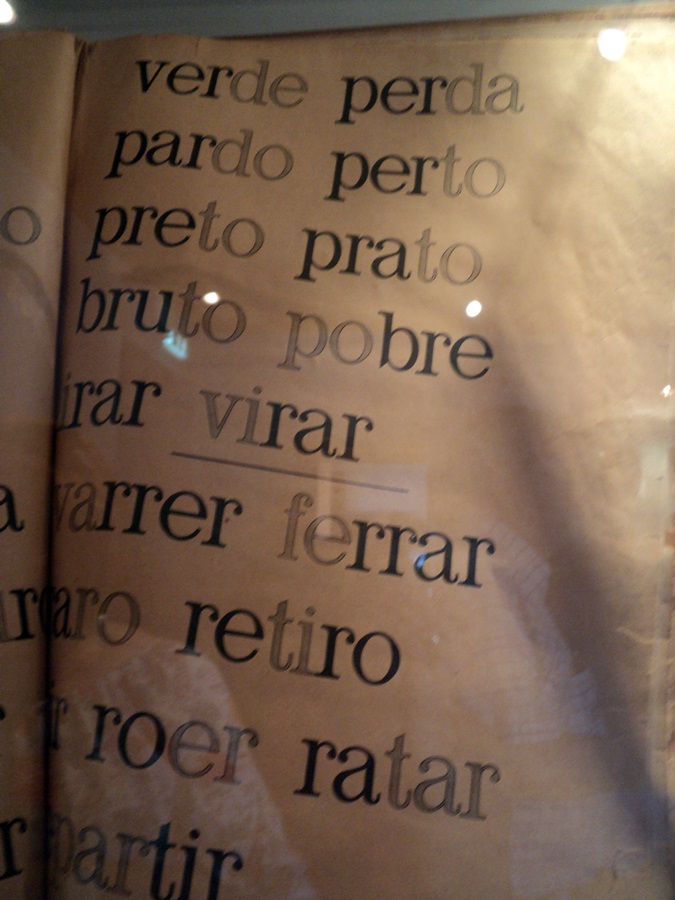 verde perda
pardo perto
preto prato
bruto pobre
virar
varrer ferrar
retiro
roer ratar
partir